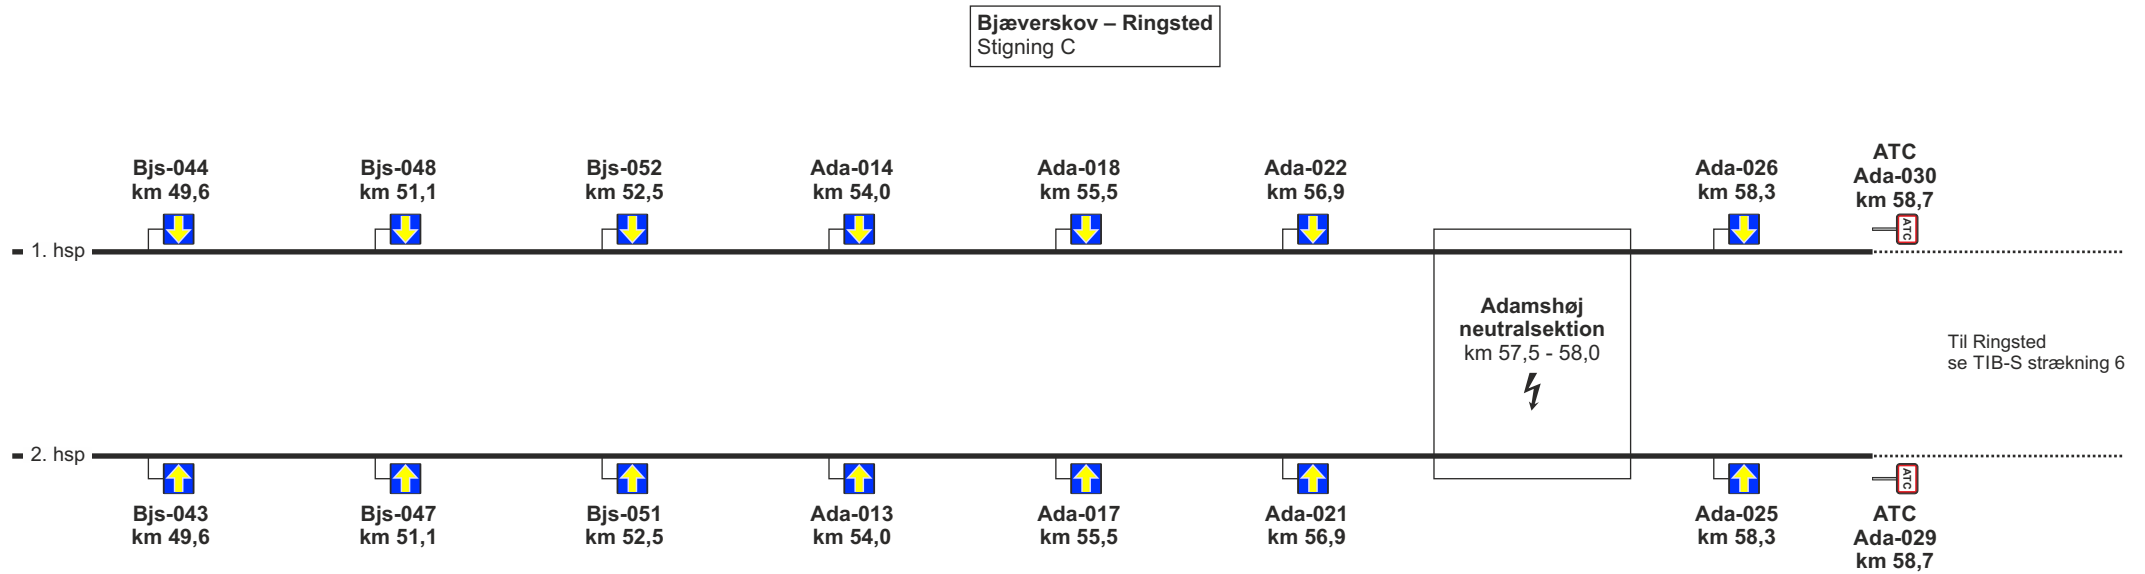 Bjæverskov – Ringsted
Stigning C
Bjs-044
km 49,6
Bjs-048
km 51,1
Bjs-052
km 52,5
Ada-014
km 54,0
Ada-018
km 55,5
Ada-022
km 56,9
Ada-026
km 58,3
ATC
Ada-030
km 58,7
ATC
1. hsp
Adamshøj
neutralsektion
km 57,5 - 58,0
Til Ringsted
se TIB-S strækning 6
2. hsp
ATC
Bjs-043
km 49,6
Bjs-047
km 51,1
Bjs-051
km 52,5
Ada-013
km 54,0
Ada-017
km 55,5
Ada-021
km 56,9
Ada-025
km 58,3
ATC
Ada-029
km 58,7